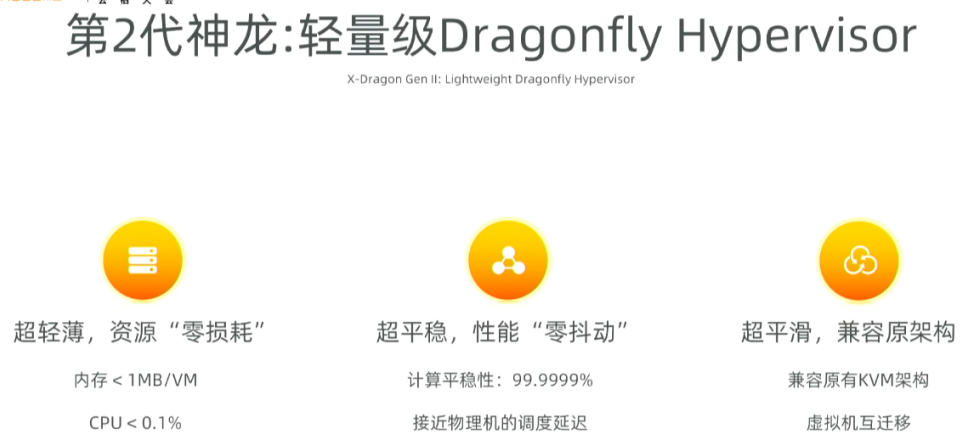 第2代神龙:轻量级Dragonfly Hypervisor
X-Dragon Gen II: Lightweight Dragonfly Hypervisor
超轻薄，资源“零损耗”
超平稳，性能“零抖动”
超平滑，兼容原架构
内存 < 1MB/VM
计算平稳性：99.9999%
兼容原有KVM架构
CPU < 0.1%
接近物理机的调度延迟
虚拟机互迁移